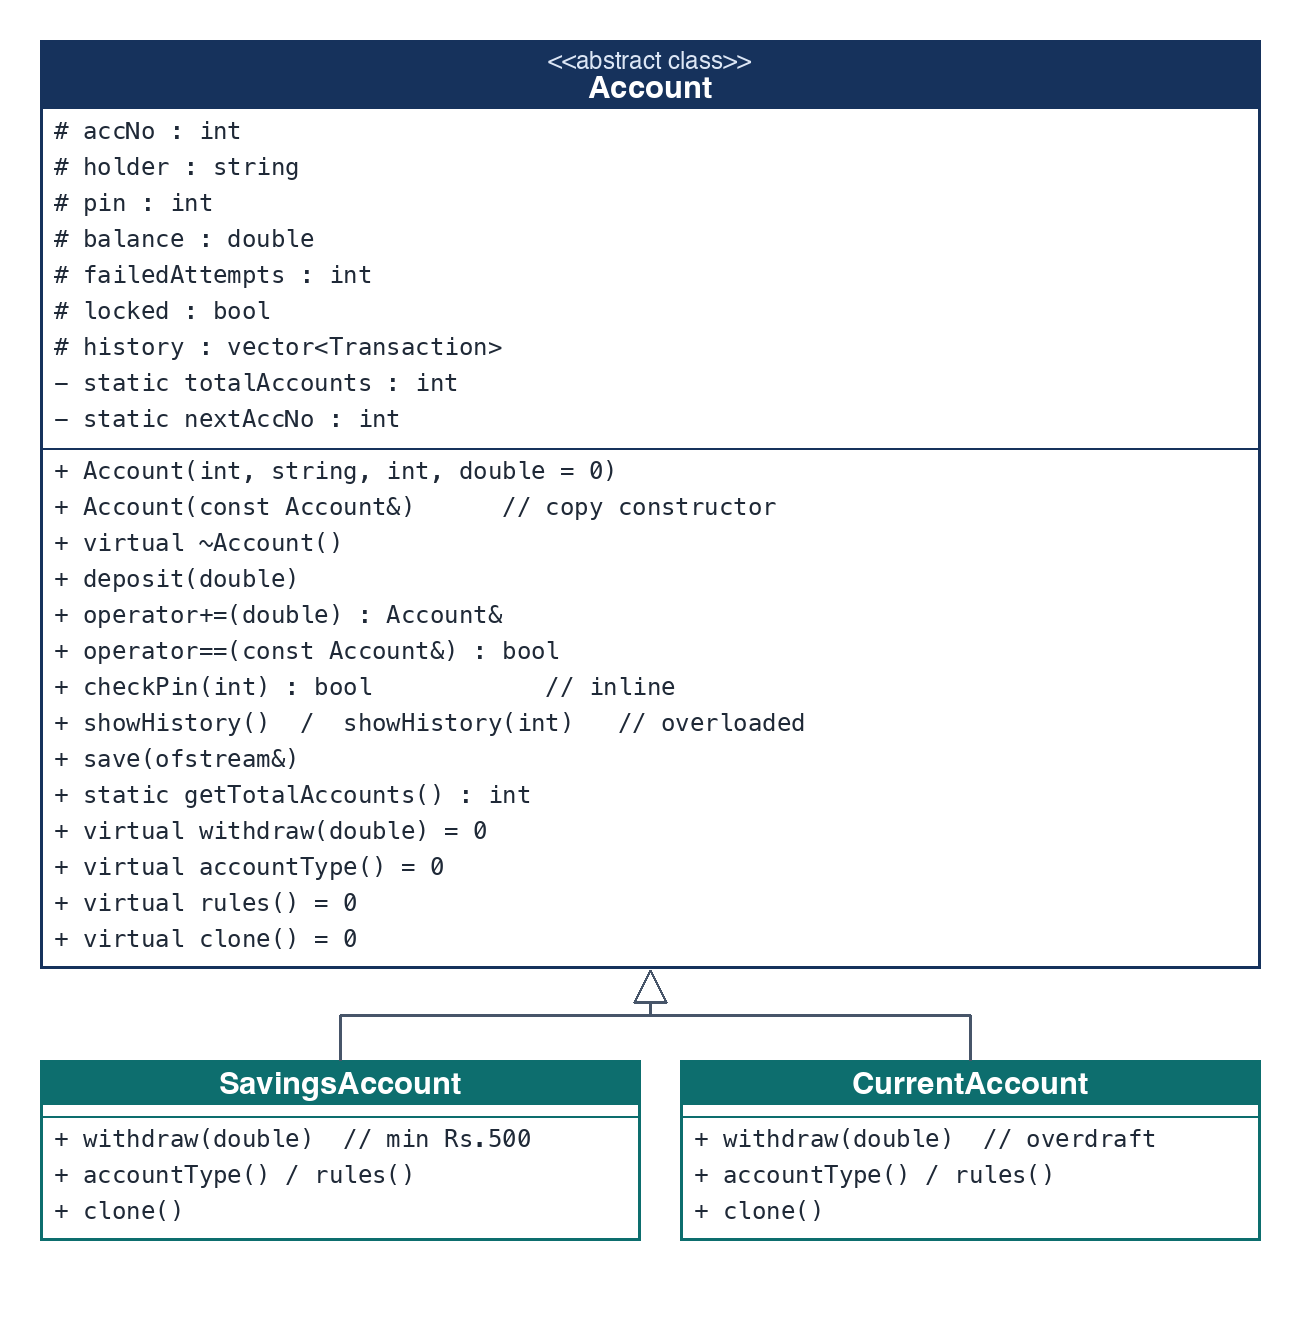 <<abstract class>>
Account
# accNo : int
# holder : string
# pin : int
# balance : double
# failedAttempts : int
# locked : bool
# history : vector<Transaction>
− static totalAccounts : int
− static nextAccNo : int
+ Account(int, string, int, double = 0)
+ Account(const Account&)      // copy constructor
+ virtual ~Account()
+ deposit(double)
+ operator+=(double) : Account&
+ operator==(const Account&) : bool
+ checkPin(int) : bool            // inline
+ showHistory()  /  showHistory(int)   // overloaded
+ save(ofstream&)
+ static getTotalAccounts() : int
+ virtual withdraw(double) = 0
+ virtual accountType() = 0
+ virtual rules() = 0
+ virtual clone() = 0
SavingsAccount
+ withdraw(double)  // min Rs.500
+ accountType() / rules()
+ clone()
CurrentAccount
+ withdraw(double)  // overdraft
+ accountType() / rules()
+ clone()